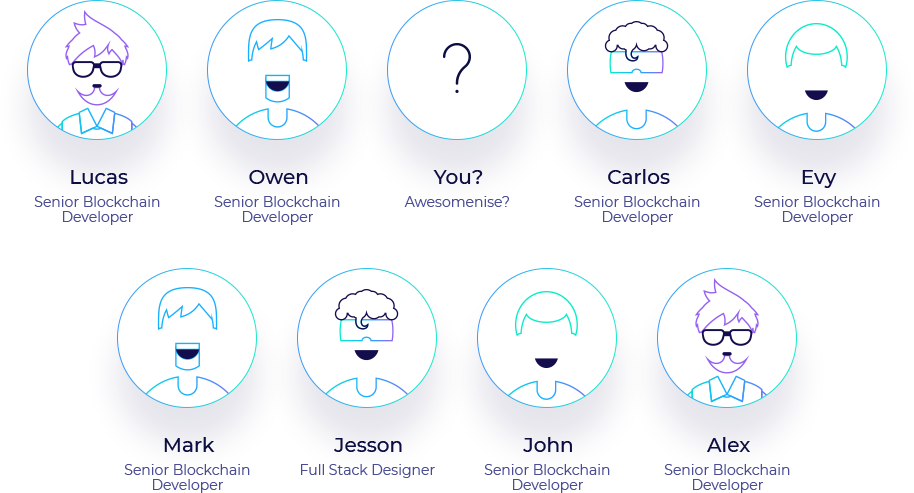 Lucas
Senior Blockchain
Developer
Owen
Senior Blockchain
Developer
?
You?
Awesomenise?
Carlos
Senior Blockchain
Developer
Evy
Senior Blockchain
Developer
Mark
Senior Blockchain
Developer
Jesson
Full Stack Designer
John
Senior Blockchain
Developer
Alex
Senior Blockchain
Developer